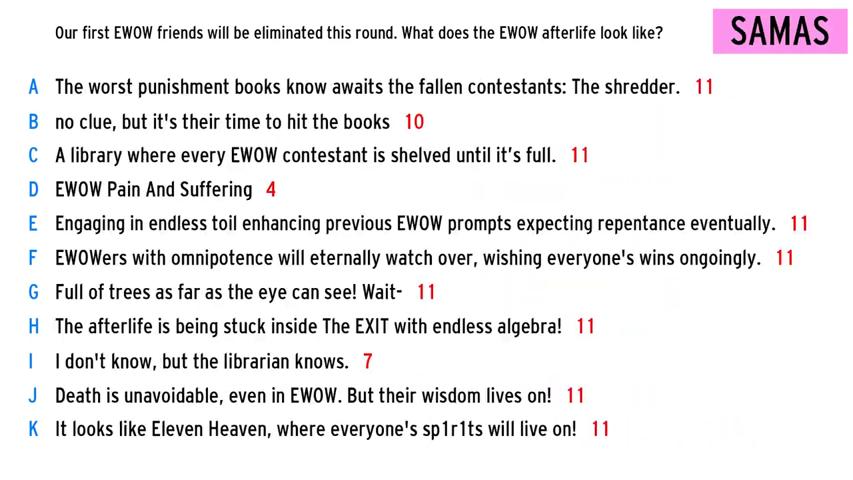 Our first EWOW friends will be eliminated this round. What does the EWOW afterlife look like?
SAMAS
A The worst punishment books know awaits the fallen contestants: The shredder. 11
B no clue, but it's their time to hit the books 10
C A library where every EWOW contestant is shelved until it’s full. 11
D EWOW Pain And Suffering 4
E Engaging in endless toil enhancing previous EWOW prompts expecting repentance eventually. 11
F EWOWers with omnipotence will eternally watch over, wishing everyone's wins ongoingly. 11
G Full of trees as far as the eye can see! Wait- 11
H The afterlife is being stuck inside The EXIT with endless algebra! 11
I I don't know, but the librarian knows. 7
J Death is unavoidable, even in EWOW. But their wisdom lives on! 11
K It looks like Eleven Heaven, where everyone's sp1r1ts will live on! 11